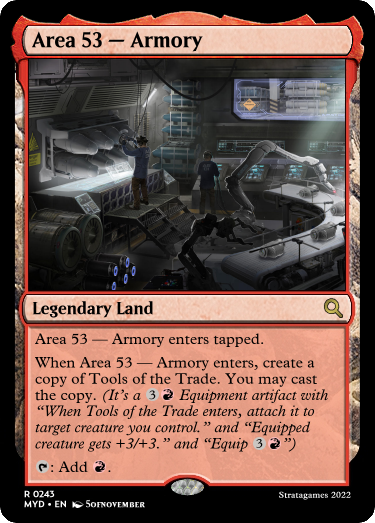 Area 53 — Armory
Legendary Land
Area 53 — Armory enters tapped.
When Area 53 — Armory enters, create a
copy of Tools of the Trade. You may cast
the copy. (It's a 3 R Equipment artifact with
“When Tools of the Trade enters, attach it to
target creature you control.” and “Equipped
creature gets +3/+3.” and “Equip 3 R”)
T: Add R.
R 0243
MYD • EN 5OFNOVEMBER
Stratagames 2022